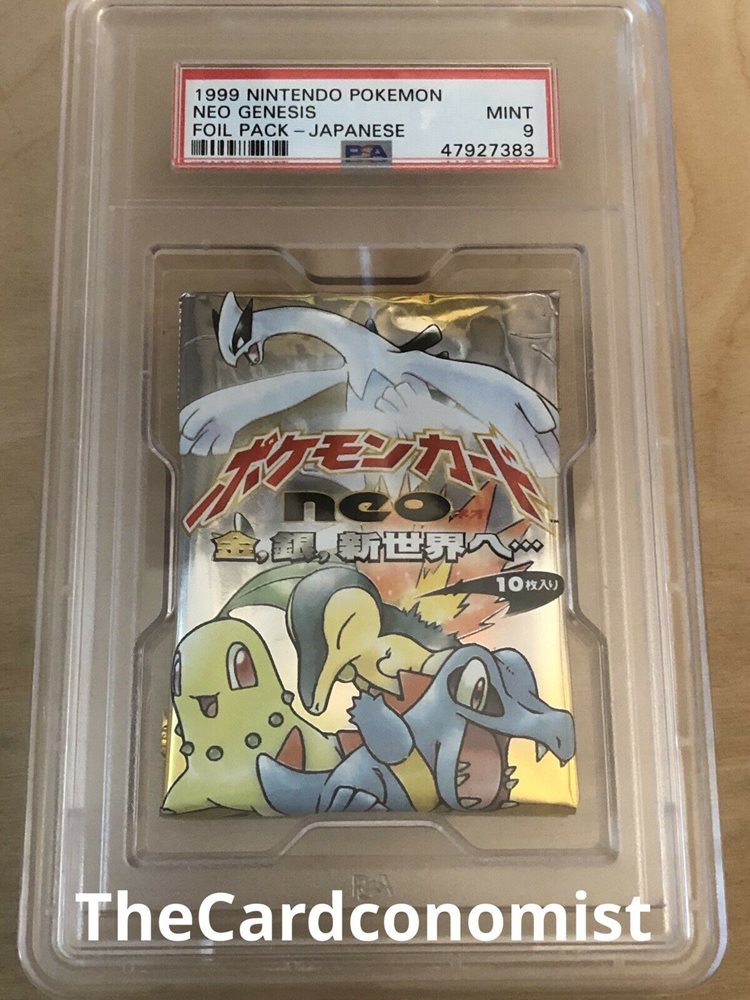 1999 NINTENDO POKEMON
NEO GENESIS MINT
FOIL PACK – JAPANESE 9
PSA 47927383
ポケモンカード
neo ネオ
金、銀、新世界へ…
10枚入り
PSA
TheCardconomist